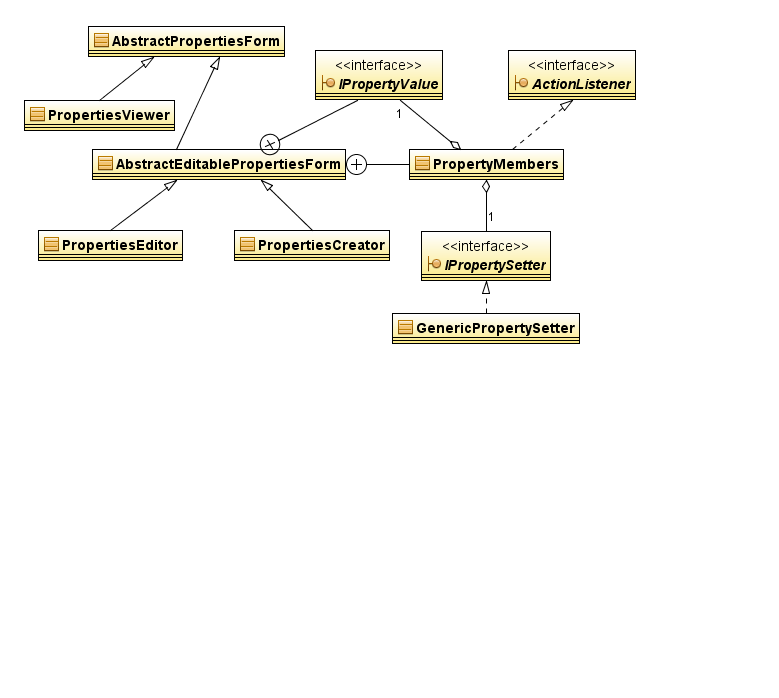 AbstractPropertiesForm
<<interface>>
IPropertyValue
<<interface>>
ActionListener
PropertiesViewer
1
AbstractEditablePropertiesForm
PropertyMembers
1
PropertiesEditor
PropertiesCreator
<<interface>>
IPropertySetter
GenericPropertySetter